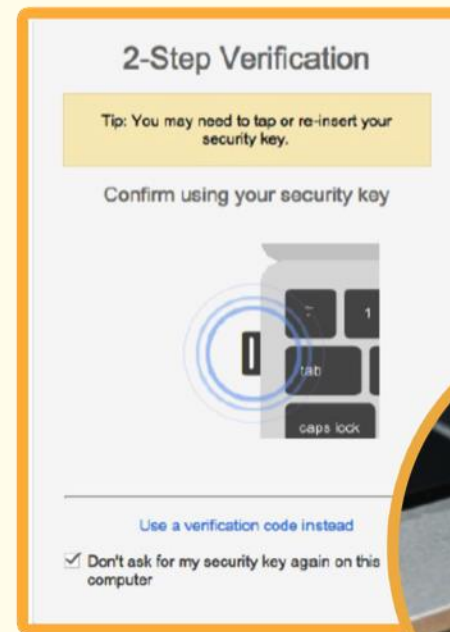 2-Step Verification
Tip: You may need to tap or re-insert your
security key.
Confirm using your security key
1
tab
caps lock
Use a verification code instead
Don't ask for my security key again on this
computer